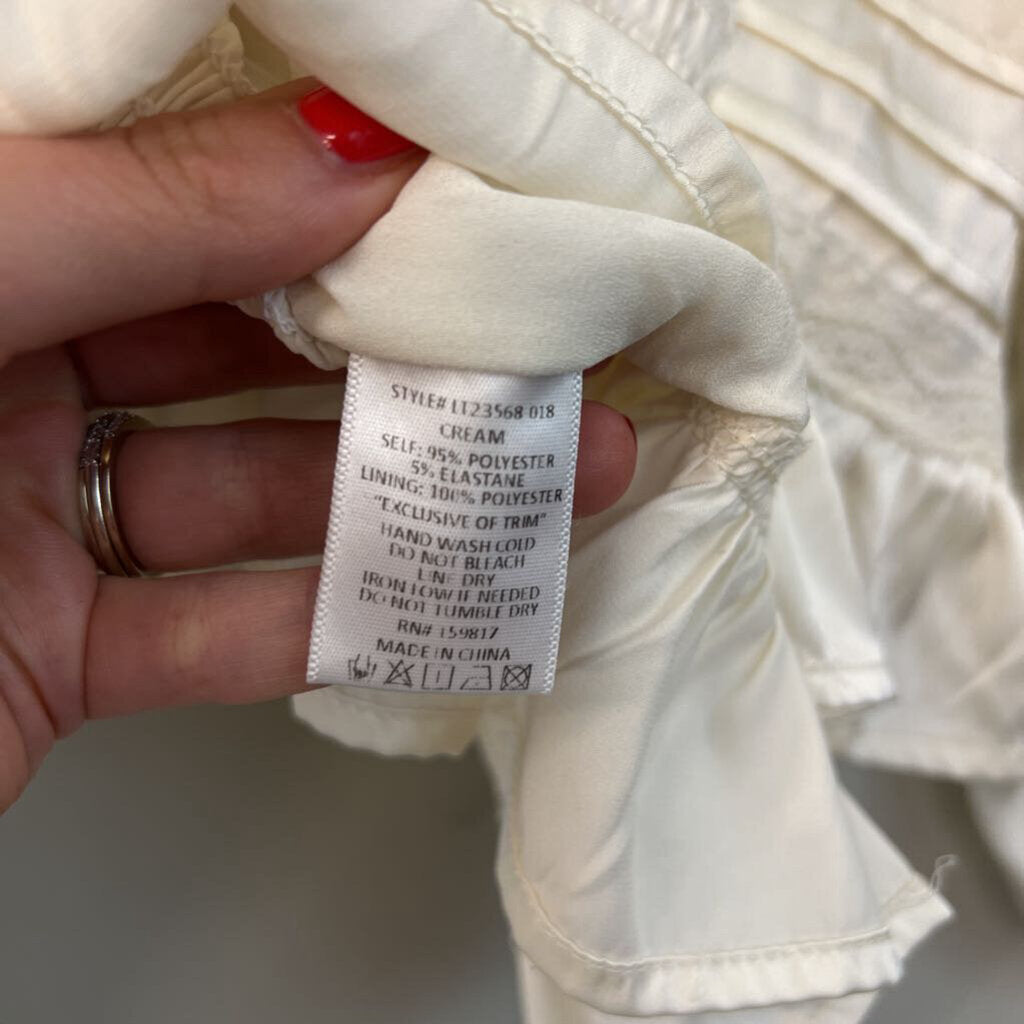 STYLE# LT23568 018
CREAM
SELF: 95% POLYESTER
5% ELASTANE
LINING: 100% POLYESTER
"EXCLUSIVE OF TRIM"
HAND WASH COLD
DO NOT BLEACH
LINE DRY
IRON LOW IF NEEDED
DO NOT TUMBLE DRY
RN# 159817
MADE IN CHINA